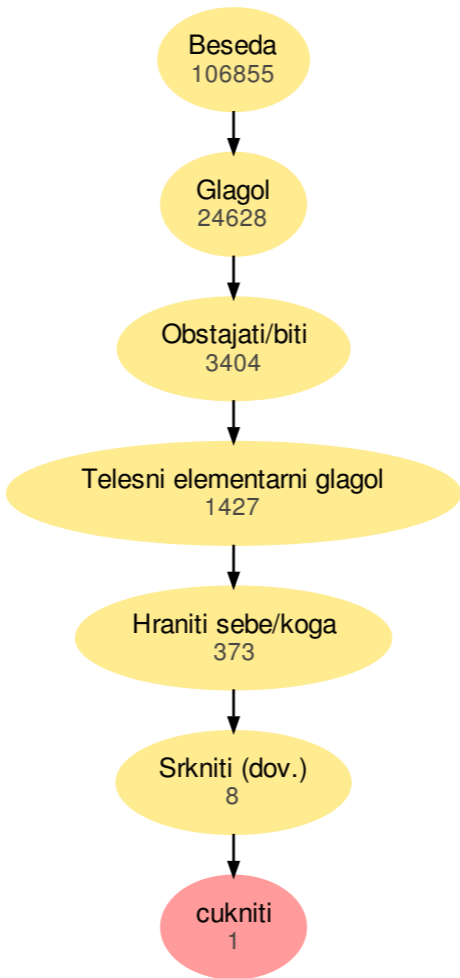 Beseda
106855
Glagol
24628
Obstajati/biti
3404
Telesni elementarni glagol
1427
Hraniti sebe/koga
373
Srkniti (dov.)
8
cukniti
1